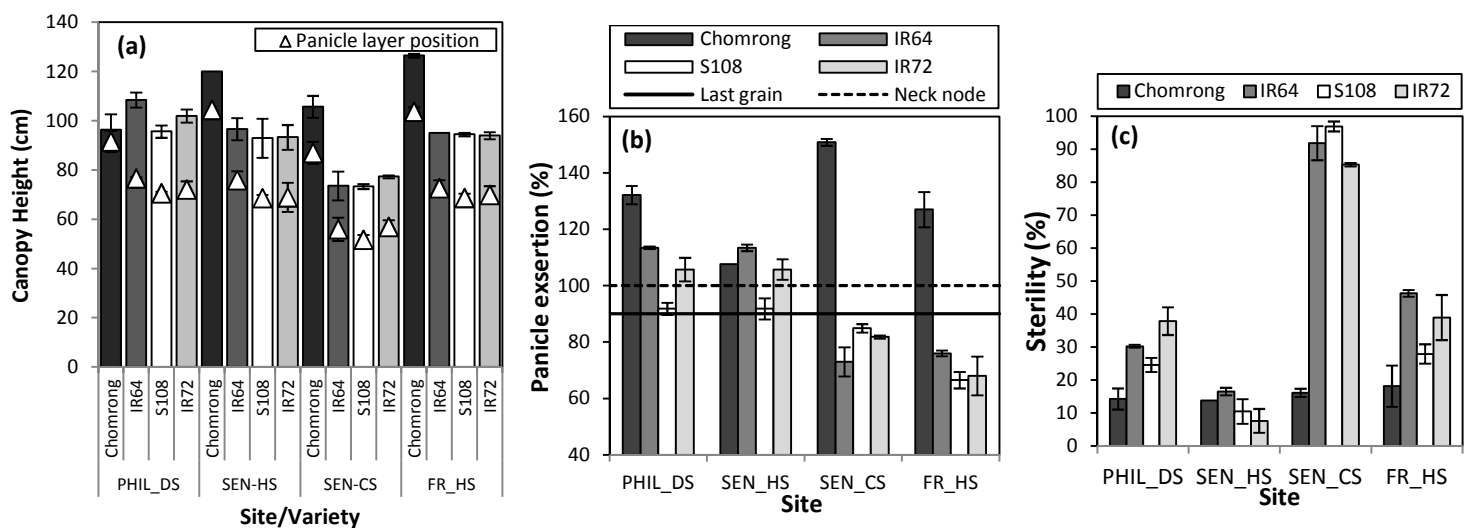 (a)
Panicle layer position
Canopy Height (cm)
140
120
100
80
60
40
20
0
Chomrong IR64 S108 IR72 Chomrong IR64 S108 IR72 Chomrong IR64 S108 IR72 Chomrong IR64 S108 IR72
PHIL_DS SEN-HS SEN-CS FR_HS
Site/Variety
Chomrong IR64
S108 IR72
Last grain Neck node
(b)
Panicle exsertion (%)
160
140
120
100
80
60
40
PHIL_DS SEN_HS SEN_CS FR_HS
Site
Chomrong IR64 S108 IR72
(c)
Sterility (%)
100
90
80
70
60
50
40
30
20
10
0
PHIL_DS SEN_HS SEN_CS FR_HS
Site